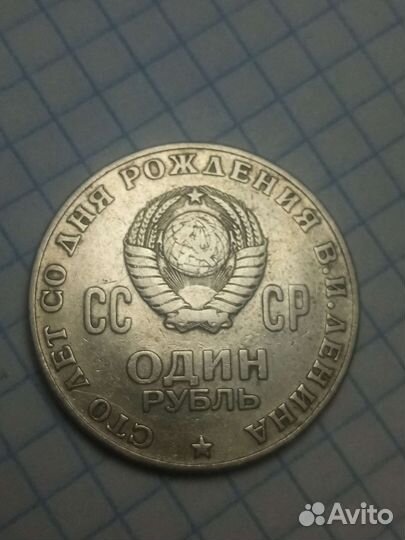 СТО ЛЕТ СО ДНЯ РОЖДЕНИЯ В.И.ЛЕНИНА
СС СР
ОДИН
РУБЛЬ
Avito